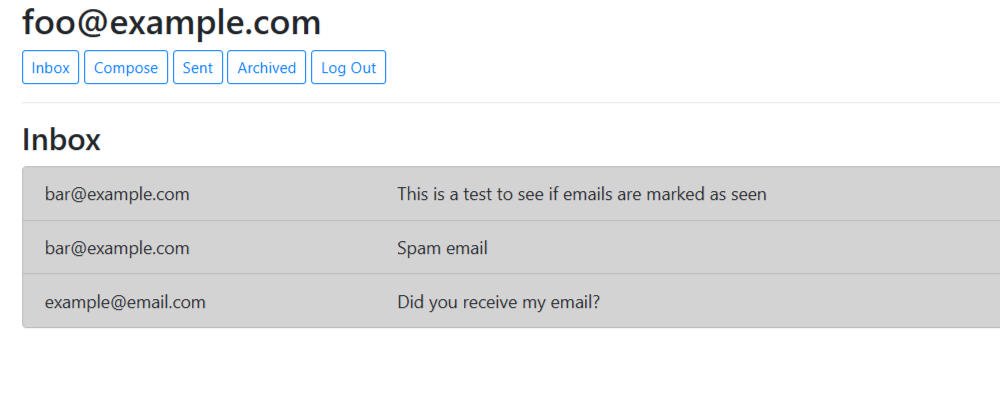 foo@example.com
Inbox Compose Sent Archived Log Out
Inbox
bar@example.com This is a test to see if emails are marked as seen
bar@example.com Spam email
example@email.com Did you receive my email?